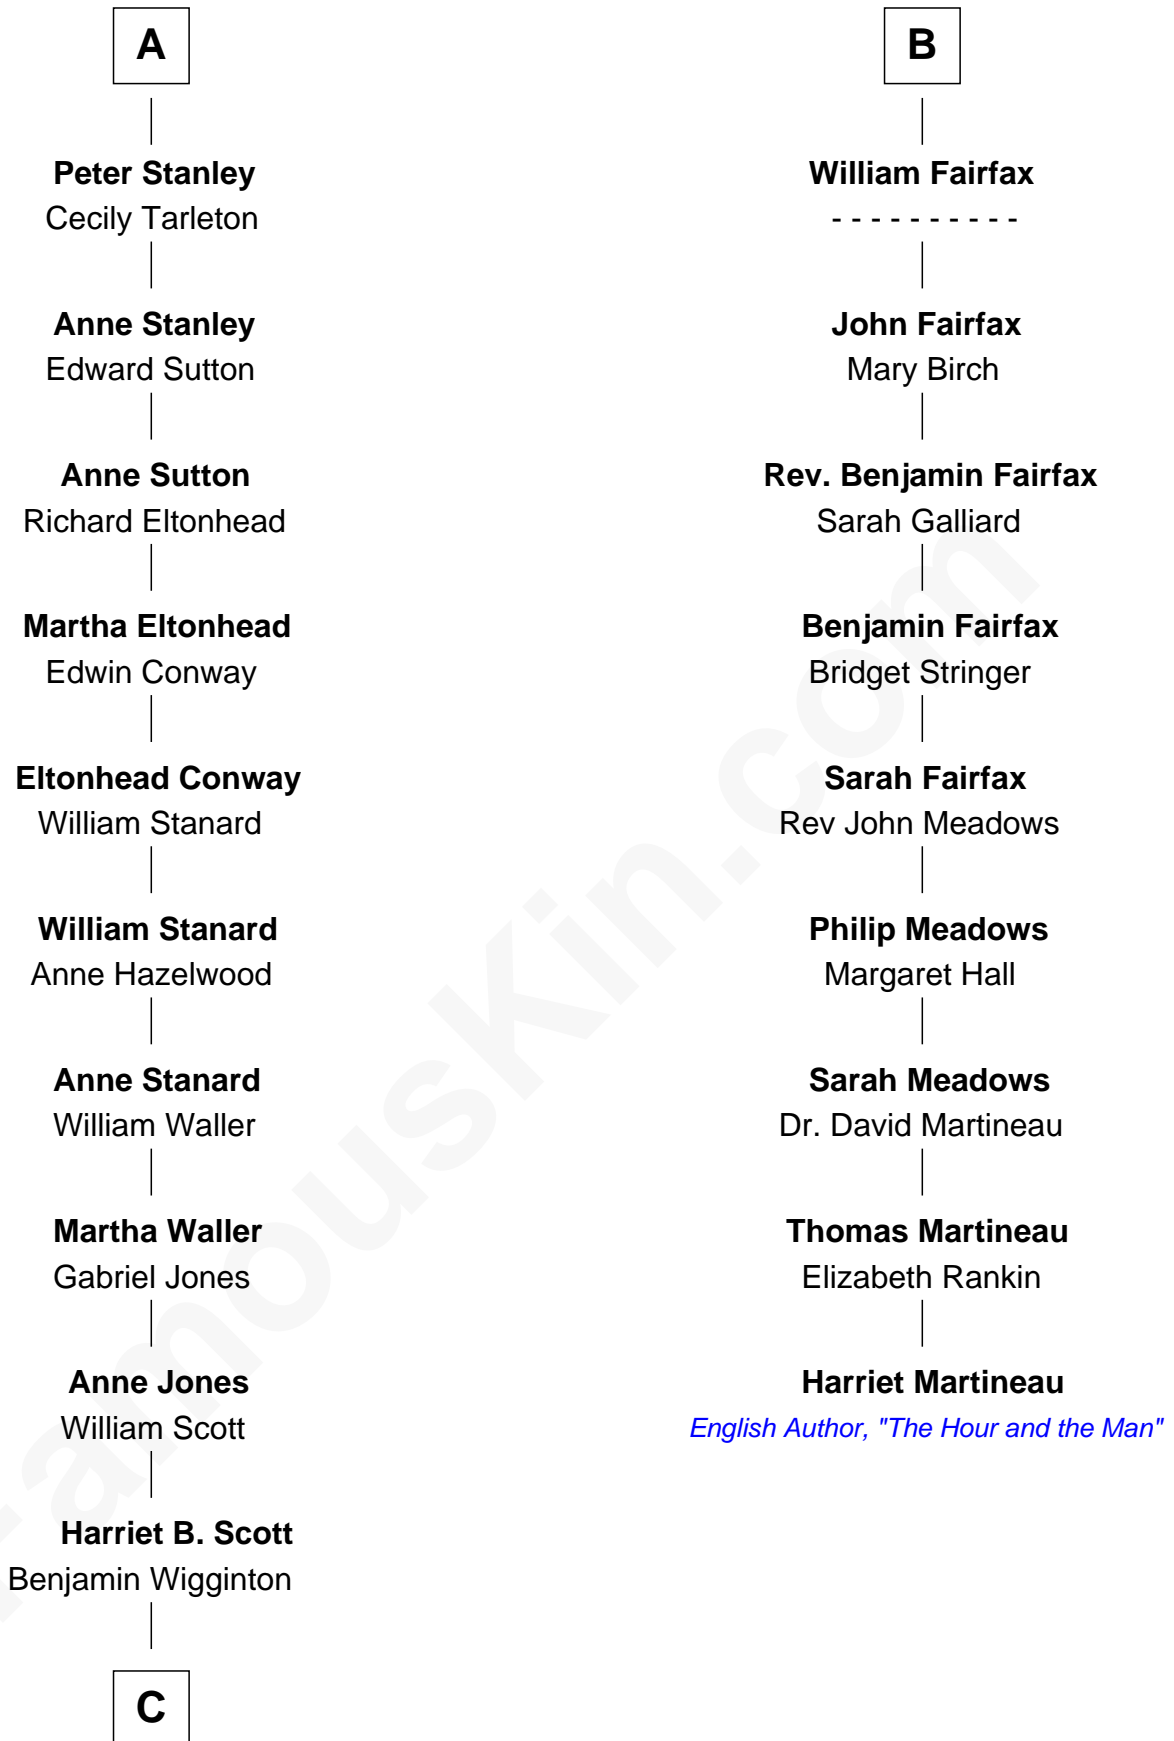 A
Peter Stanley
Cecily Tarleton
Anne Stanley
Edward Sutton
Anne Sutton
Richard Eltonhead
Martha Eltonhead
Edwin Conway
Eltonhead Conway
William Stanard
William Stanard
Anne Hazelwood
Anne Stanard
William Waller
Martha Waller
Gabriel Jones
Anne Jones
William Scott
Harriet B. Scott
Benjamin Wigginton
C
B
William Fairfax
- - - - - - - - - -
John Fairfax
Mary Birch
Rev. Benjamin Fairfax
Sarah Galliard
Benjamin Fairfax
Bridget Stringer
Sarah Fairfax
Rev John Meadows
Philip Meadows
Margaret Hall
Sarah Meadows
Dr. David Martineau
Thomas Martineau
Elizabeth Rankin
Harriet Martineau
English Author, "The Hour and the Man"
FamousKin.com